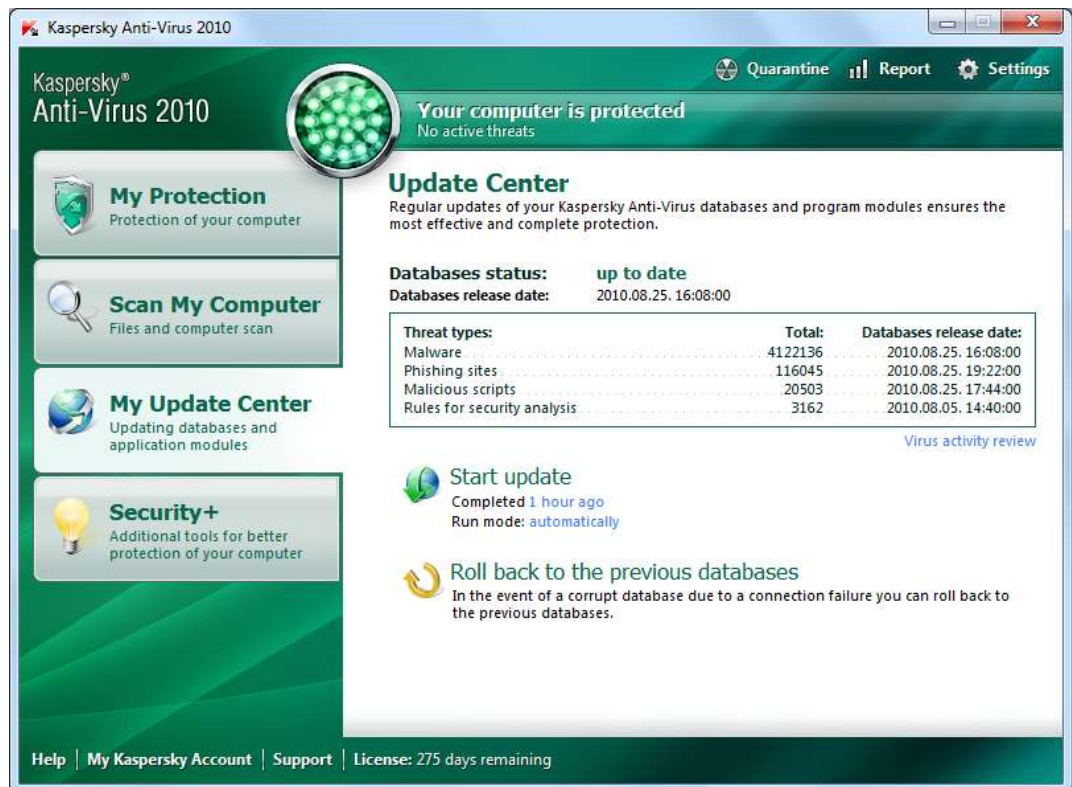 Kaspersky Anti-Virus 2010
Kaspersky®
Anti-Virus 2010
Quarantine Report Settings
Your computer is protected
No active threats
My Protection
Protection of your computer
Scan My Computer
Files and computer scan
My Update Center
Updating databases and
application modules
Security+
Additional tools for better
protection of your computer
Update Center
Regular updates of your Kaspersky Anti-Virus databases and program modules ensures the
most effective and complete protection.
Databases status: up to date
Databases release date: 2010.08.25. 16:08:00
Threat types: Total: Databases release date:
Malware 4122136 2010.08.25. 16:08:00
Phishing sites 116045 2010.08.25. 19:22:00
Malicious scripts 20503 2010.08.25. 17:44:00
Rules for security analysis 3162 2010.08.05. 14:40:00
Virus activity review
Start update
Completed 1 hour ago
Run mode: automatically
Roll back to the previous databases
In the event of a corrupt database due to a connection failure you can roll back to
the previous databases.
Help | My Kaspersky Account | Support | License: 275 days remaining